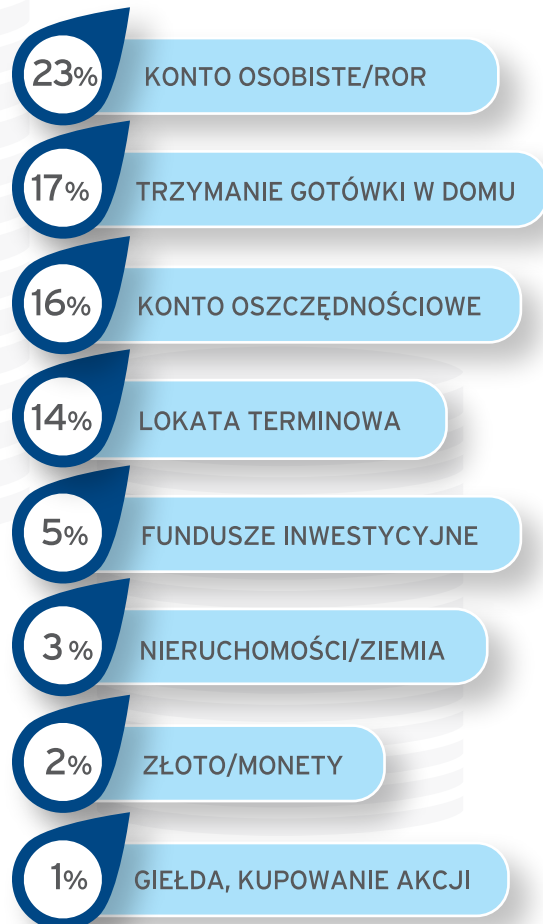 23% KONTO OSOBISTE/ROR
17% TRZYMANIE GOTÓWKI W DOMU
16% KONTO OSZCZĘDNOŚCIOWE
14% LOKATA TERMINOWA
5% FUNDUSZE INWESTYCYJNE
3% NIERUCHOMOŚCI/ZIEMIA
2% ZŁOTO/MONETY
1% GIEŁDA, KUPOWANIE AKCJI